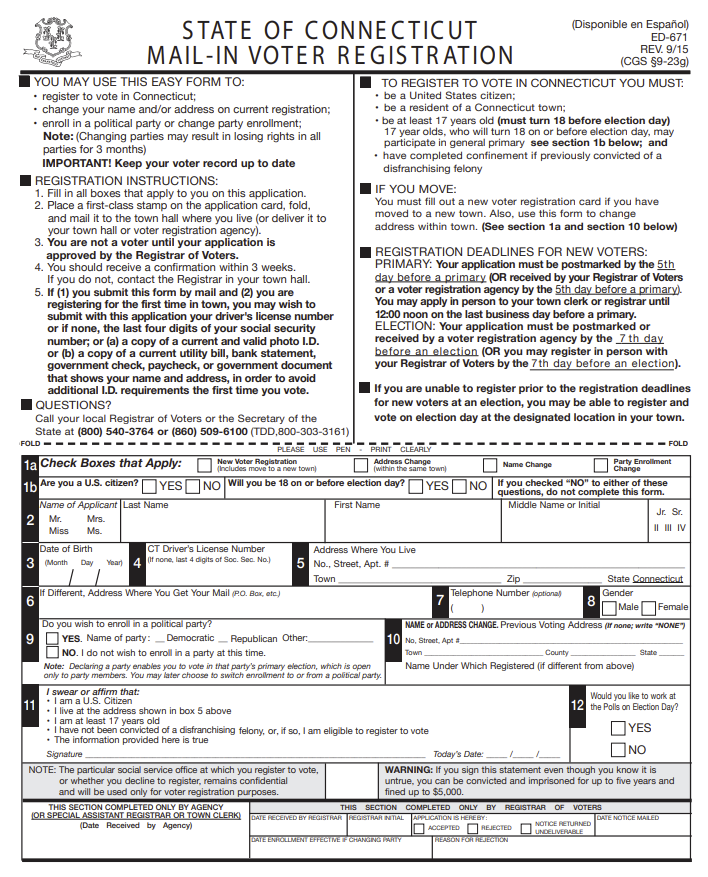 STATE OF CONNECTICUT
MAIL-IN VOTER REGISTRATION
(Disponible en Español)
ED-671
REV. 9/15
(CGS §9-23g)
YOU MAY USE THIS EASY FORM TO:
• register to vote in Connecticut;
• change your name and/or address on current registration;
• enroll in a political party or change party enrollment;
Note: (Changing parties may result in losing rights in all
parties for 3 months)
IMPORTANT! Keep your voter record up to date
REGISTRATION INSTRUCTIONS:
1. Fill in all boxes that apply to you on this application.
2. Place a first-class stamp on the application card, fold,
and mail it to the town hall where you live (or deliver it to
your town hall or voter registration agency).
3. You are not a voter until your application is
approved by the Registrar of Voters.
4. You should receive a confirmation within 3 weeks.
If you do not, contact the Registrar in your town hall.
5. If (1) you submit this form by mail and (2) you are
registering for the first time in town, you may wish to
submit with this application your driver's license number
or if none, the last four digits of your social security
number; or (a) a copy of a current and valid photo I.D.
or (b) a copy of a current utility bill, bank statement,
government check, paycheck, or government document
that shows your name and address, in order to avoid
additional I.D. requirements the first time you vote.
QUESTIONS?
Call your local Registrar of Voters or the Secretary of the
State at (800) 540-3764 or (860) 509-6100 (TDD,800-303-3161)
TO REGISTER TO VOTE IN CONNECTICUT YOU MUST:
• be a United States citizen;
• be a resident of a Connecticut town;
• be at least 17 years old (must turn 18 before election day)
17 year olds, who will turn 18 on or before election day, may
participate in general primary see section 1b below; and
• have completed confinement if previously convicted of a
disfranchising felony
IF YOU MOVE:
You must fill out a new voter registration card if you have
moved to a new town. Also, use this form to change
address within town. (See section 1a and section 10 below)
REGISTRATION DEADLINES FOR NEW VOTERS:
PRIMARY: Your application must be postmarked by the 5th
day before a primary (OR received by your Registrar of Voters
or a voter registration agency by the 5th day before a primary).
You may apply in person to your town clerk or registrar until
12:00 noon on the last business day before a primary.
ELECTION: Your application must be postmarked or
received by a voter registration agency by the 7 th day
before an election (OR you may register in person with
your Registrar of Voters by the 7th day before an election).
If you are unable to register prior to the registration deadlines
for new voters at an election, you may be able to register and
vote on election day at the designated location in your town.
FOLD FOLD
PLEASE USE PEN - PRINT CLEARLY
1a Check Boxes that Apply: New Voter Registration (Includes move to a new town) Address Change (within the same town) Name Change Party Enrollment Change
1b Are you a U.S. citizen? YES NO Will you be 18 on or before election day? YES NO If you checked "NO" to either of these questions, do not complete this form.
2 Name of Applicant Last Name First Name Middle Name or Initial
Mr. Mrs. Jr. Sr.
Miss Ms. II III IV
3 Date of Birth
(Month Day Year)
/ /
4 CT Driver's License Number
(If none, last 4 digits of Soc. Sec. No.)
5 Address Where You Live
No., Street, Apt. #
Town Zip State Connecticut
6 If Different, Address Where You Get Your Mail (P.O. Box, etc.)
7 Telephone Number (optional)
( )
8 Gender
Male Female
9 Do you wish to enroll in a political party?
YES. Name of party: __ Democratic __ Republican Other:
NO. I do not wish to enroll in a party at this time.
Note: Declaring a party enables you to vote in that party's primary election, which is open
only to party members. You may later choose to switch enrollment to or from a political party.
10 NAME or ADDRESS CHANGE. Previous Voting Address (If none; write "NONE")
No, Street, Apt #
Town County State
Name Under Which Registered (if different from above)
11 I swear or affirm that:
• I am a U.S. Citizen
• I live at the address shown in box 5 above
• I am at least 17 years old
• I have not been convicted of a disfranchising felony, or, if so, I am eligible to register to vote
• The information provided here is true
Signature Today's Date: / /
12 Would you like to work at
the Polls on Election Day?
YES
NO
NOTE: The particular social service office at which you register to vote,
or whether you decline to register, remains confidential
and will be used only for voter registration purposes.
WARNING: If you sign this statement even though you know it is
untrue, you can be convicted and imprisoned for up to five years and
fined up to $5,000.
THIS SECTION COMPLETED ONLY BY AGENCY
(OR SPECIAL ASSISTANT REGISTRAR OR TOWN CLERK)
(Date Received by Agency)
THIS SECTION COMPLETED ONLY BY REGISTRAR OF VOTERS
DATE RECEIVED BY REGISTRAR REGISTRAR INITIAL APPLICATION IS HEREBY: DATE NOTICE MAILED
ACCEPTED REJECTED NOTICE RETURNED UNDELIVERABLE
DATE ENROLLMENT EFFECTIVE IF CHANGING PARTY REASON FOR REJECTION